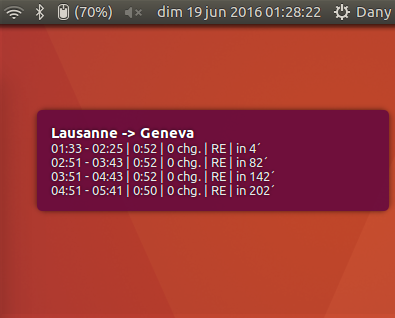 (70%) dim 19 jun 2016 01:28:22 Dany
Lausanne -> Geneva
01:33 - 02:25 | 0:52 | 0 chg. | RE | in 4´
02:51 - 03:43 | 0:52 | 0 chg. | RE | in 82´
03:51 - 04:43 | 0:52 | 0 chg. | RE | in 142´
04:51 - 05:41 | 0:50 | 0 chg. | RE | in 202´